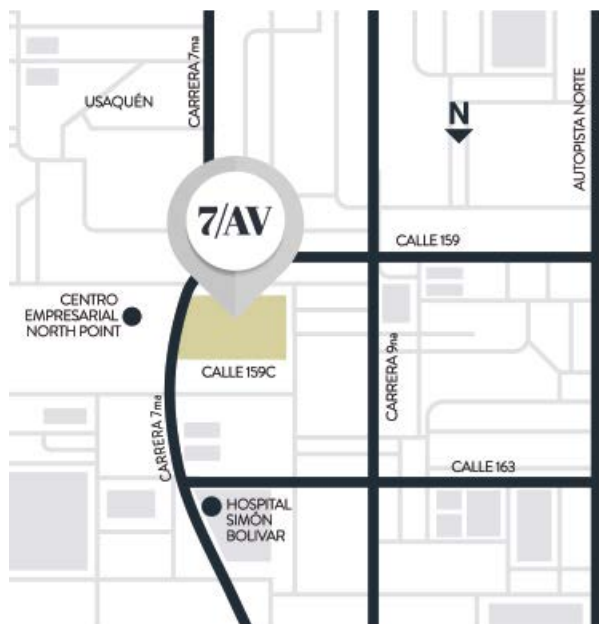 CARRERA 7ma
USAQUÉN
AUTOPISTA NORTE
N
7/AV
CALLE 159
CENTRO
EMPRESARIAL
NORTH POINT
CALLE 159C
CARRERA 9na
CARRERA 7ma
CALLE 163
HOSPITAL
SIMÓN
BOLIVAR